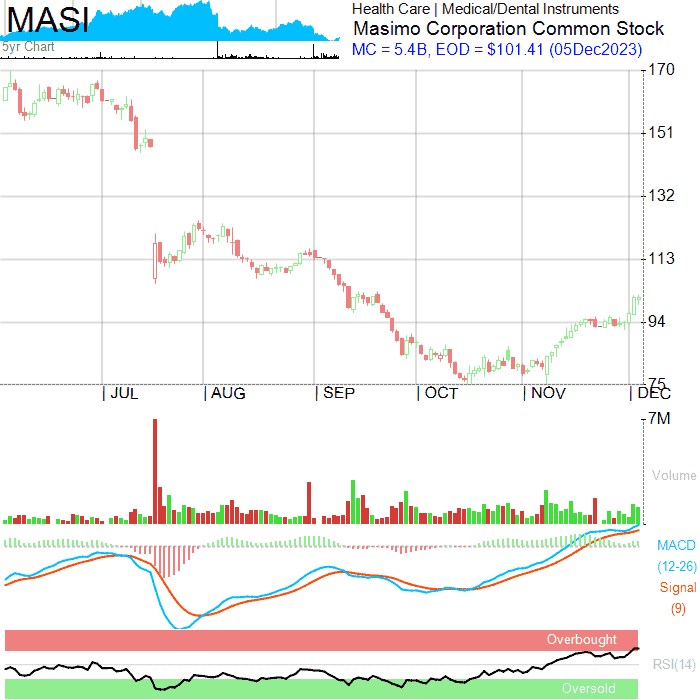 MASI
5yr Chart
Health Care | Medical/Dental Instruments
Masimo Corporation Common Stock
MC = 5.4B, EOD = $101.41 (05Dec2023)
170
151
132
113
94
75
JUL AUG SEP OCT NOV DEC
7M
Volume
MACD
(12-26)
Signal
(9)
Overbought
RSI(14)
Oversold